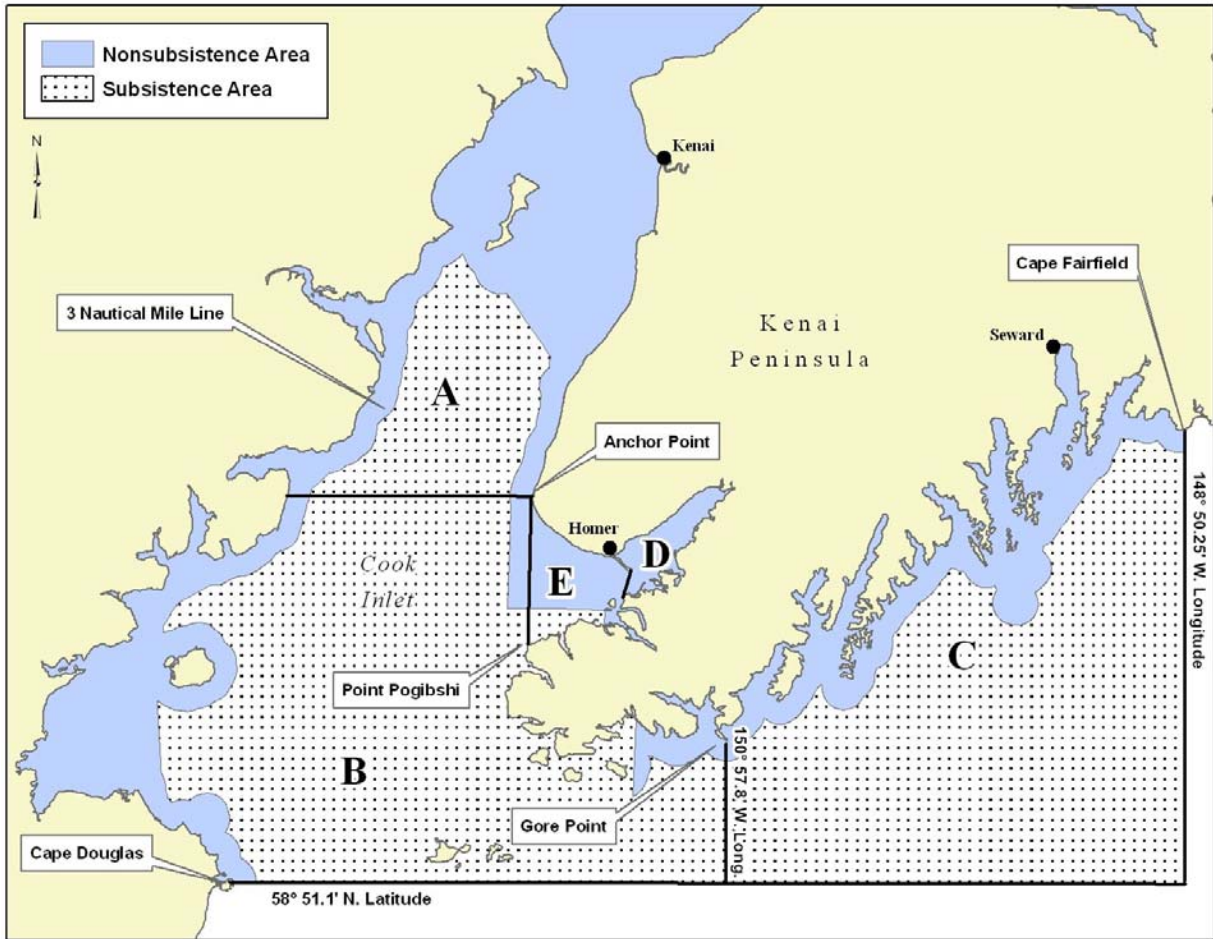 Nonsubsistence Area
Subsistence Area
N
Kenai
Cape Fairfield
3 Nautical Mile Line
Kenai
Peninsula
Seward
A
Anchor Point
Homer
D
E
Cook
Inlet
148° 50.25' W. Longitude
C
Point Pogibshi
B
150° 57.8' W. Long.
Gore Point
Cape Douglas
58° 51.1' N. Latitude